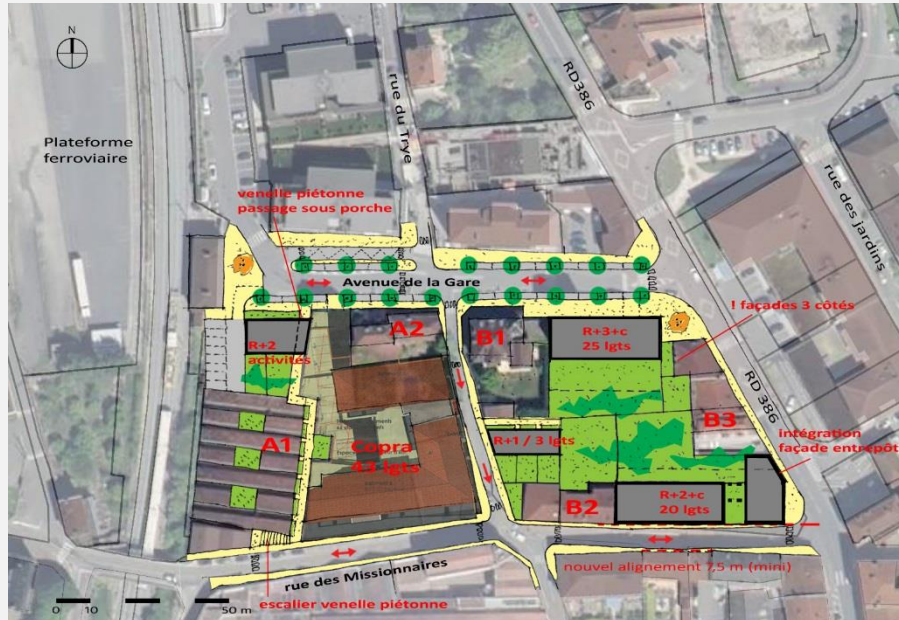 N
Plateforme
ferroviaire
rue du Trye
RD386
rue des jardins
venelle piétonne
passage sous porche
Avenue de la Gare
! façades 3 côtés
A2
B1
R+3+c
25 lgts
R+2
activités
RD 386
B3
intégration
façade entrepôt
A1
Copra
43 lgts
R+1 / 3 lgts
B2
R+2+c
20 lgts
rue des Missionnaires
nouvel alignement 7,5 m (mini)
escalier venelle piétonne
0 10 50 m